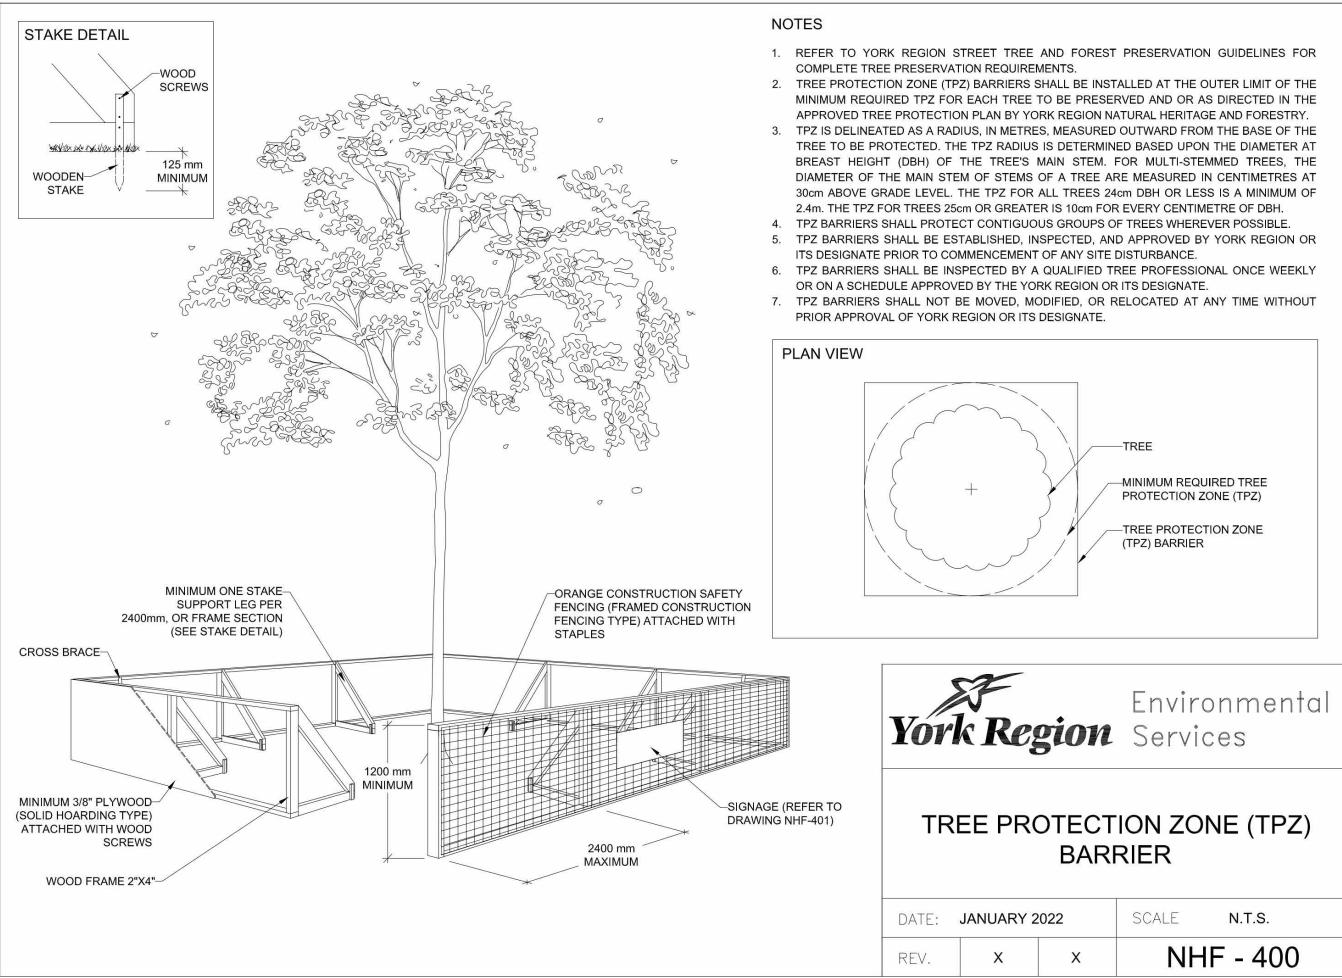 STAKE DETAIL
WOOD
SCREWS
125 mm
MINIMUM
WOODEN
STAKE
NOTES
1. REFER TO YORK REGION STREET TREE AND FOREST PRESERVATION GUIDELINES FOR
COMPLETE TREE PRESERVATION REQUIREMENTS.
2. TREE PROTECTION ZONE (TPZ) BARRIERS SHALL BE INSTALLED AT THE OUTER LIMIT OF THE
MINIMUM REQUIRED TPZ FOR EACH TREE TO BE PRESERVED AND OR AS DIRECTED IN THE
APPROVED TREE PROTECTION PLAN BY YORK REGION NATURAL HERITAGE AND FORESTRY.
3. TPZ IS DELINEATED AS A RADIUS, IN METRES, MEASURED OUTWARD FROM THE BASE OF THE
TREE TO BE PROTECTED. THE TPZ RADIUS IS DETERMINED BASED UPON THE DIAMETER AT
BREAST HEIGHT (DBH) OF THE TREE'S MAIN STEM. FOR MULTI-STEMMED TREES, THE
DIAMETER OF THE MAIN STEM OF STEMS OF A TREE ARE MEASURED IN CENTIMETRES AT
30cm ABOVE GRADE LEVEL. THE TPZ FOR ALL TREES 24cm DBH OR LESS IS A MINIMUM OF
2.4m. THE TPZ FOR TREES 25cm OR GREATER IS 10cm FOR EVERY CENTIMETRE OF DBH.
4. TPZ BARRIERS SHALL PROTECT CONTIGUOUS GROUPS OF TREES WHEREVER POSSIBLE.
5. TPZ BARRIERS SHALL BE ESTABLISHED, INSPECTED, AND APPROVED BY YORK REGION OR
ITS DESIGNATE PRIOR TO COMMENCEMENT OF ANY SITE DISTURBANCE.
6. TPZ BARRIERS SHALL BE INSPECTED BY A QUALIFIED TREE PROFESSIONAL ONCE WEEKLY
OR ON A SCHEDULE APPROVED BY THE YORK REGION OR ITS DESIGNATE.
7. TPZ BARRIERS SHALL NOT BE MOVED, MODIFIED, OR RELOCATED AT ANY TIME WITHOUT
PRIOR APPROVAL OF YORK REGION OR ITS DESIGNATE.
PLAN VIEW
TREE
MINIMUM REQUIRED TREE
PROTECTION ZONE (TPZ)
TREE PROTECTION ZONE
(TPZ) BARRIER
MINIMUM ONE STAKE
SUPPORT LEG PER
2400mm, OR FRAME SECTION
(SEE STAKE DETAIL)
CROSS BRACE
ORANGE CONSTRUCTION SAFETY
FENCING (FRAMED CONSTRUCTION
FENCING TYPE) ATTACHED WITH
STAPLES
1200 mm
MINIMUM
MINIMUM 3/8" PLYWOOD
(SOLID HOARDING TYPE)
ATTACHED WITH WOOD
SCREWS
WOOD FRAME 2"X4"
SIGNAGE (REFER TO
DRAWING NHF-401)
2400 mm
MAXIMUM
York Region
Environmental
Services
TREE PROTECTION ZONE (TPZ)
BARRIER
DATE: JANUARY 2022
SCALE N.T.S.
REV. X X
NHF - 400